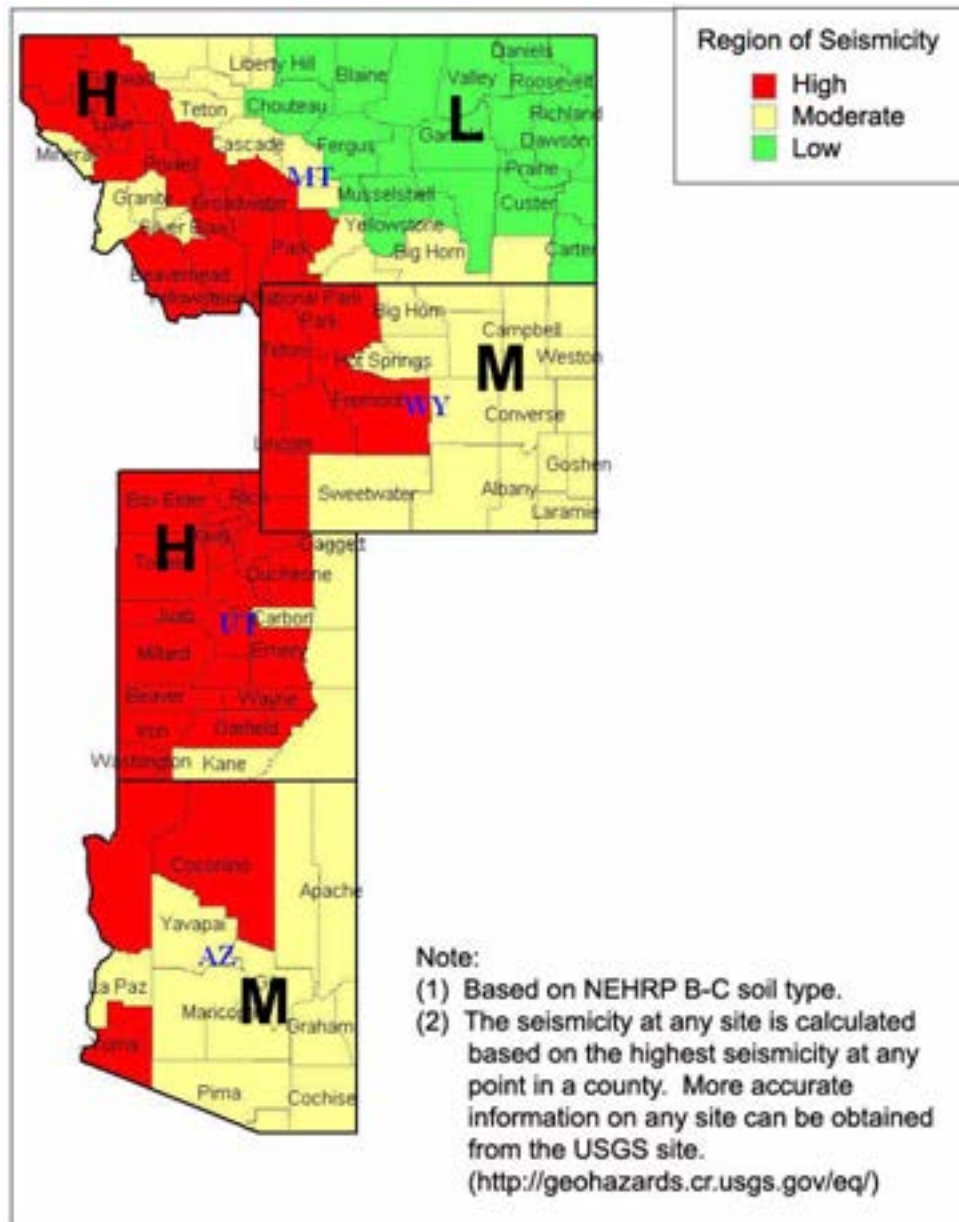 Region of Seismicity
High
Moderate
Low
Liberty Hill
Blaine
Daniels
Valley
Roosevelt
H
L
Teton
Chouteau
Richland
Cascade
Fergus
Dawson
Mineral
Powell
Prairie
MT
Musselshell
Granite
Broadwater
Custer
Silver Bow
Yellowstone
Park
Big Horn
Carter
Beaverhead
Yellowstone National Park
Park
Big Horn
Campbell
Teton
Hot Springs
M
Weston
Fremont
WY
Converse
Lincoln
Goshen
Sweetwater
Albany
Laramie
Box Elder
Rich
H
Daggett
Tooele
Duchesne
Juab
UT
Carbon
Millard
Emery
Beaver
Wayne
Iron
Garfield
Washington
Kane
Coconino
Apache
Yavapai
AZ
La Paz
M
Graham
Yuma
Pima
Cochise
Note:
(1) Based on NEHRP B-C soil type.
(2) The seismicity at any site is calculated
based on the highest seismicity at any
point in a county. More accurate
information on any site can be obtained
from the USGS site.
(http://geohazards.cr.usgs.gov/eq/)